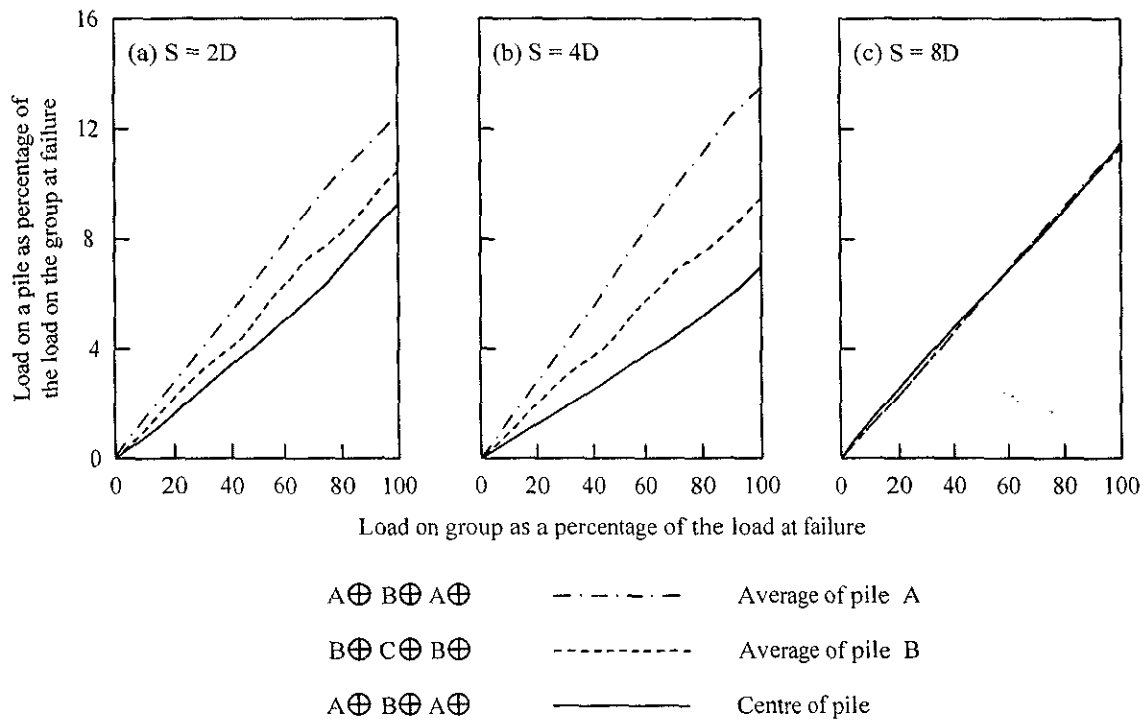 Load on a pile as percentage of
the load on the group at failure
16
12
8
4
0
(a) S = 2D
(b) S = 4D
(c) S = 8D
0 20 40 60 80 100
0 20 40 60 80 100
0 20 40 60 80 100
Load on group as a percentage of the load at failure
A B A
Average of pile A
B C B
Average of pile B
A B A
Centre of pile